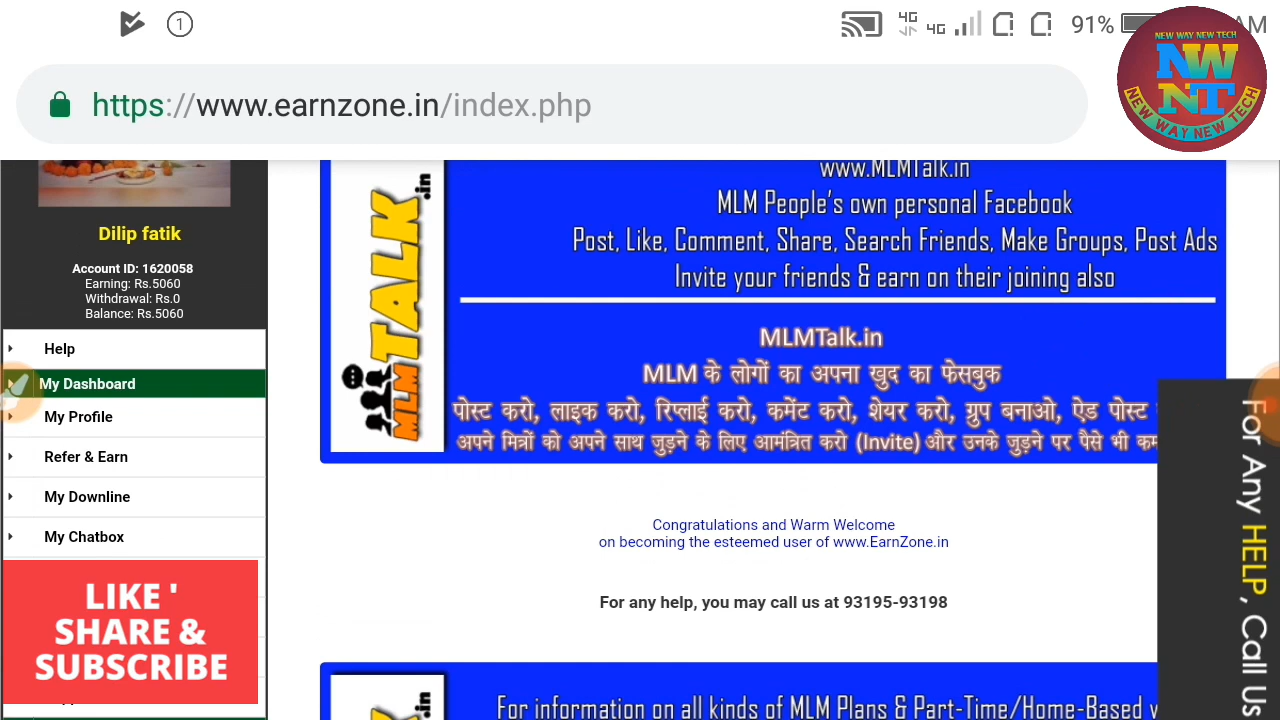 1
4G
4G
91%
AM
NEW WAY NEW TECH
NW
NT
NEW WAY NEW TECH
https://www.earnzone.in/index.php
Dilip fatik
Account ID: 1620058
Earning: Rs.5060
Withdrawal: Rs.0
Balance: Rs.5060
Help
My Dashboard
My Profile
Refer & Earn
My Downline
My Chatbox
LIKE '
SHARE &
SUBSCRIBE
MLM TALK.in
www.MLMTalk.in
MLM People's own personal Facebook
Post, Like, Comment, Share, Search Friends, Make Groups, Post Ads
Invite your friends & earn on their joining also
MLMTalk.in
MLM के लोगों का अपना खुद का फेसबुक
पोस्ट करो, लाइक करो, रिप्लाई करो, कमेंट करो, शेयर करो, ग्रुप बनाओ, ऐड पोस्ट
अपने मित्रों को अपने साथ जुड़ने के लिए आमंत्रित करो (Invite) और उनके जुड़ने पर पैसे भी
Congratulations and Warm Welcome
on becoming the esteemed user of www.EarnZone.in
For any help, you may call us at 93195-93198
.in
For information on all kinds of MLM Plans & Part-Time/Home-Based
For Any HELP, Call Us